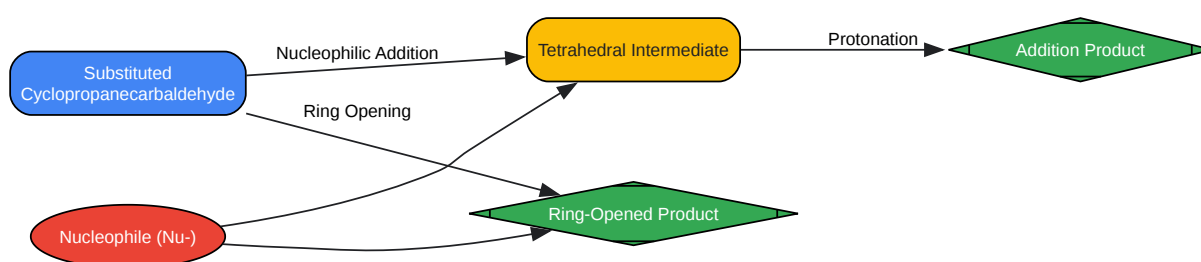 Nucleophilic Addition
Tetrahedral Intermediate
Protonation
Addition Product
Substituted
Cyclopropanecarbaldehyde
Ring Opening
Ring-Opened Product
Nucleophile (Nu-)